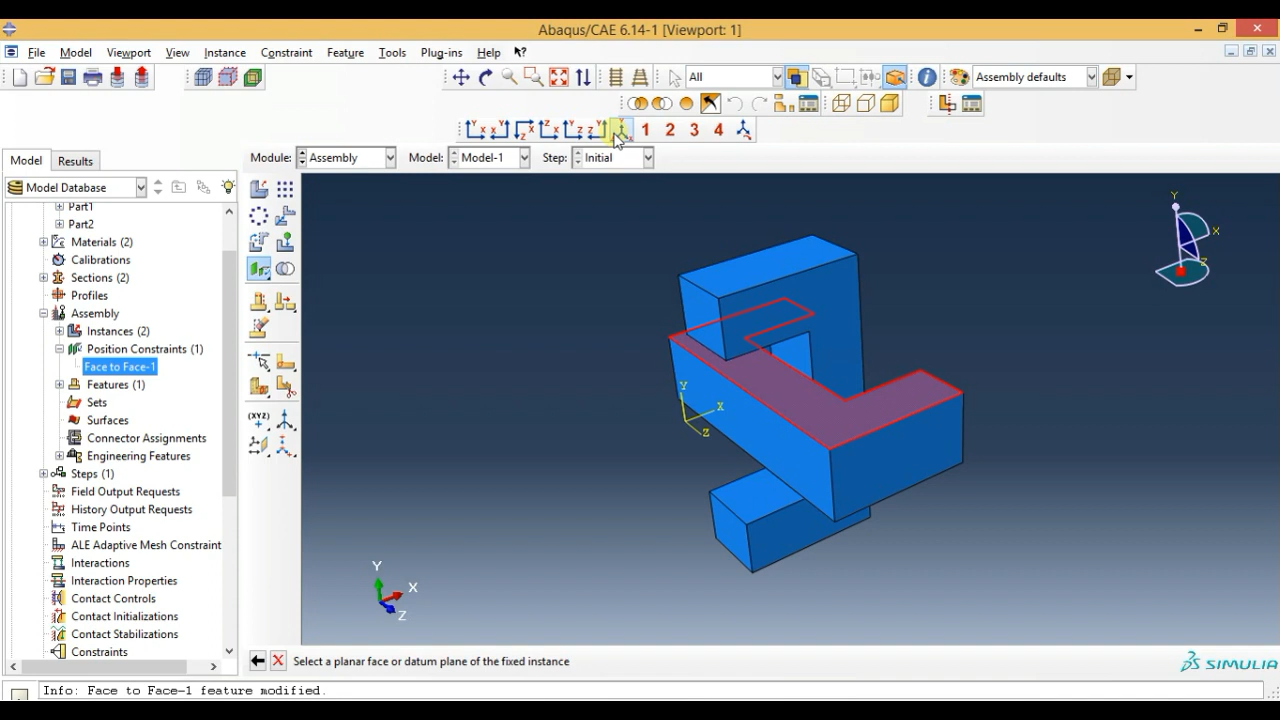 Abaqus/CAE 6.14-1 [Viewport: 1]
File Model Viewport View Instance Constraint Feature Tools Plug-ins Help
All Assembly defaults
1 2 3 4
Model Results Module: Assembly Model: Model-1 Step: Initial
Model Database
Part1
Part2
Materials (2)
Calibrations
Sections (2)
Profiles
Assembly
Instances (2)
Position Constraints (1)
Face to Face-1
Features (1)
Sets
Surfaces
Connector Assignments
Engineering Features
Steps (1)
Field Output Requests
History Output Requests
Time Points
ALE Adaptive Mesh Constraint
Interactions
Interaction Properties
Contact Controls
Contact Initializations
Contact Stabilizations
Constraints
(XYZ)
Y
X
Z
Y
X
Z
Y
X
Z
Select a planar face or datum plane of the fixed instance
SIMULIA
Info: Face to Face-1 feature modified.